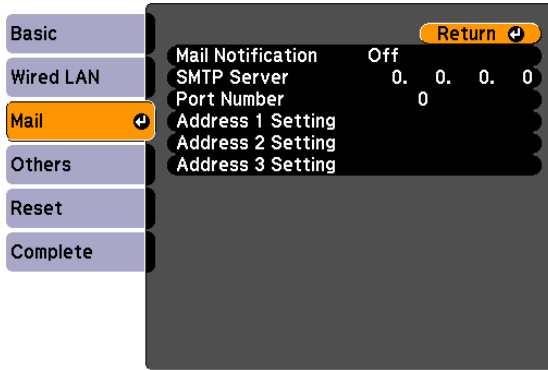 Basic
Wired LAN
Mail
Others
Reset
Complete
Return
Mail Notification Off
SMTP Server 0. 0. 0. 0
Port Number 0
Address 1 Setting
Address 2 Setting
Address 3 Setting